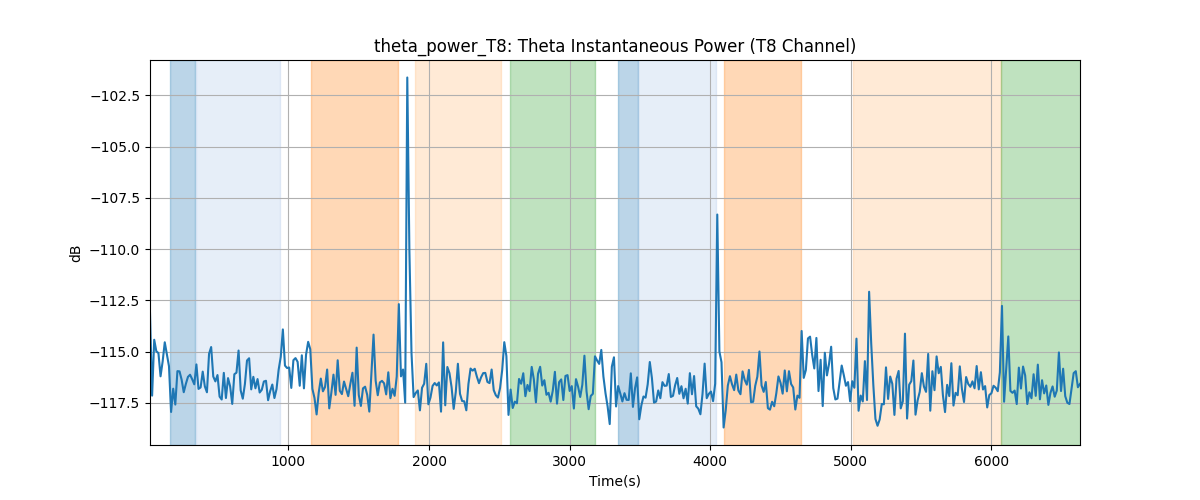 theta_power_T8: Theta Instantaneous Power (T8 Channel)
−102.5
−105.0
−107.5
−110.0
−112.5
−115.0
−117.5
dB
1000 2000 3000 4000 5000 6000
Time(s)